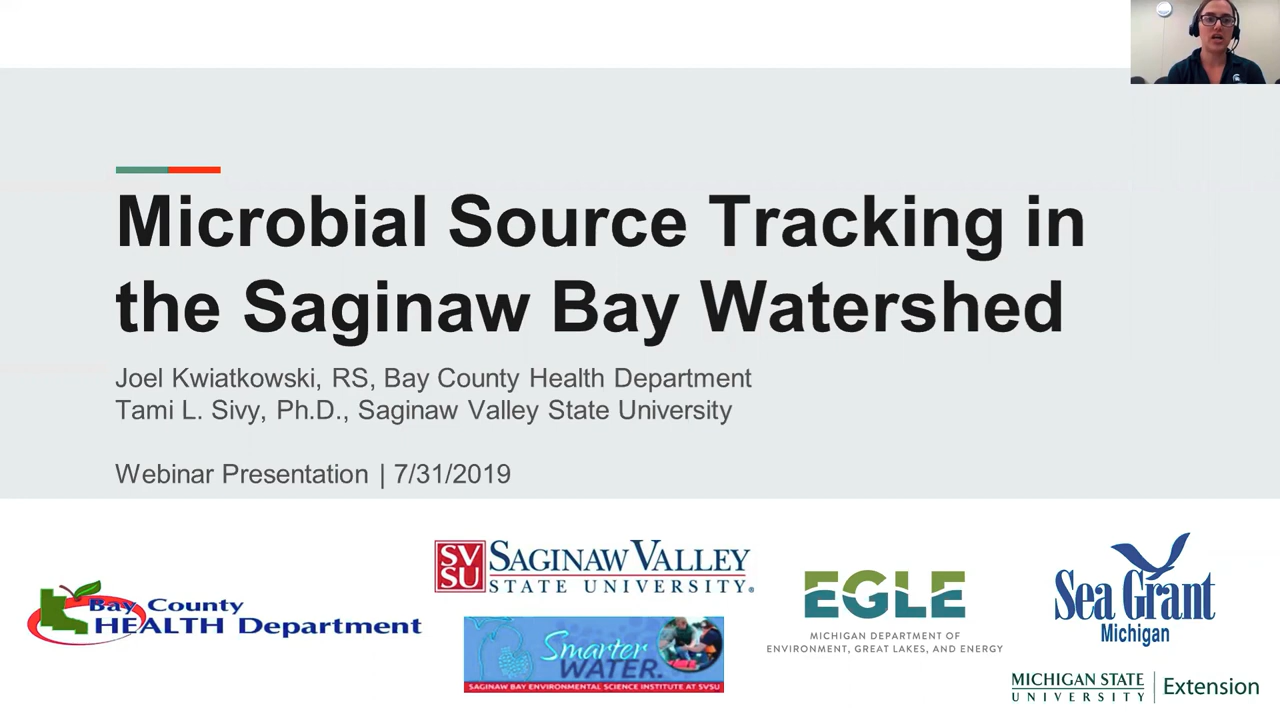 Microbial Source Tracking in
the Saginaw Bay Watershed
Joel Kwiatkowski, RS, Bay County Health Department
Tami L. Sivy, Ph.D., Saginaw Valley State University
Webinar Presentation | 7/31/2019
Bay County
HEALTH Department
SV
SU
SAGINAW VALLEY
STATE UNIVERSITY®
Smarter
WATER.
SAGINAW BAY ENVIRONMENTAL SCIENCE INSTITUTE AT SVSU
EGLE
MICHIGAN DEPARTMENT OF
ENVIRONMENT, GREAT LAKES, AND ENERGY
Sea Grant
Michigan
MICHIGAN STATE
UNIVERSITY
Extension